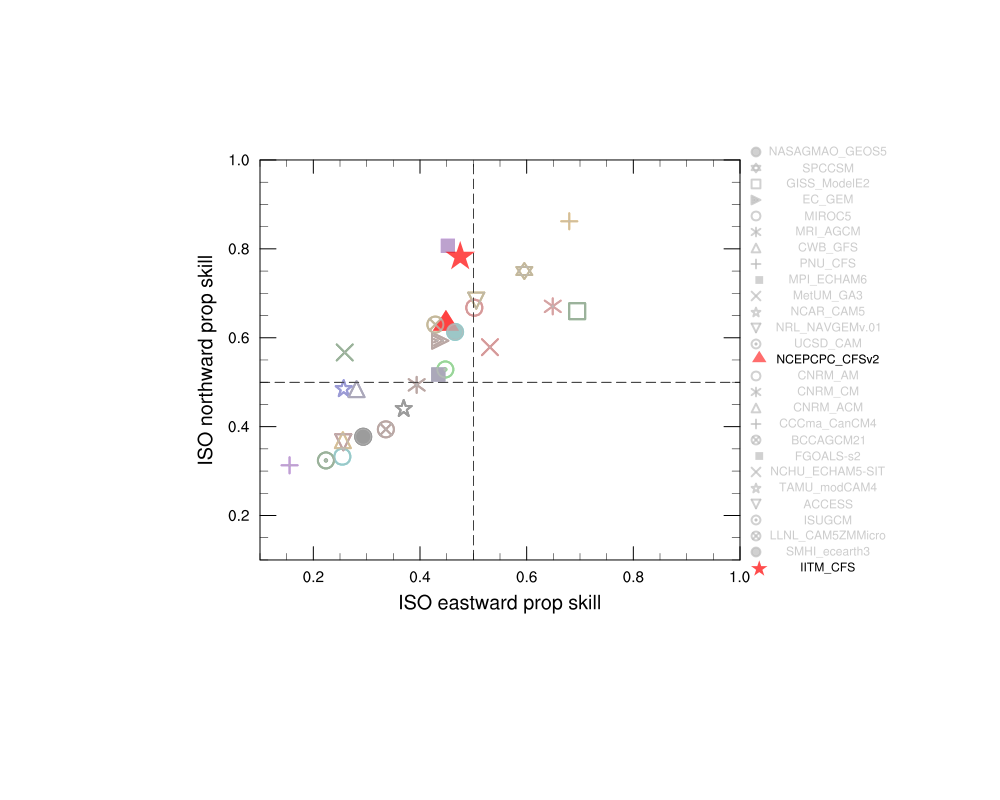 1.0
0.8
0.6
0.4
0.2
ISO northward prop skill
0.2
0.4
0.6
0.8
1.0
ISO eastward prop skill
NASAGMAO_GEOS5
SPCCSM
GISS_ModelE2
EC_GEM
MIROC5
MRI_AGCM
CWB_GFS
PNU_CFS
MPI_ECHAM6
MetUM_GA3
NCAR_CAM5
NRL_NAVGEMv.01
UCSD_CAM
NCEPCPC_CFSv2
CNRM_AM
CNRM_CM
CNRM_ACM
CCCma_CanCM4
BCCAGCM21
FGOALS-s2
NCHU_ECHAM5-SIT
TAMU_modCAM4
ACCESS
ISUGCM
LLNL_CAM5ZMMicro
SMHI_ecearth3
IITM_CFS